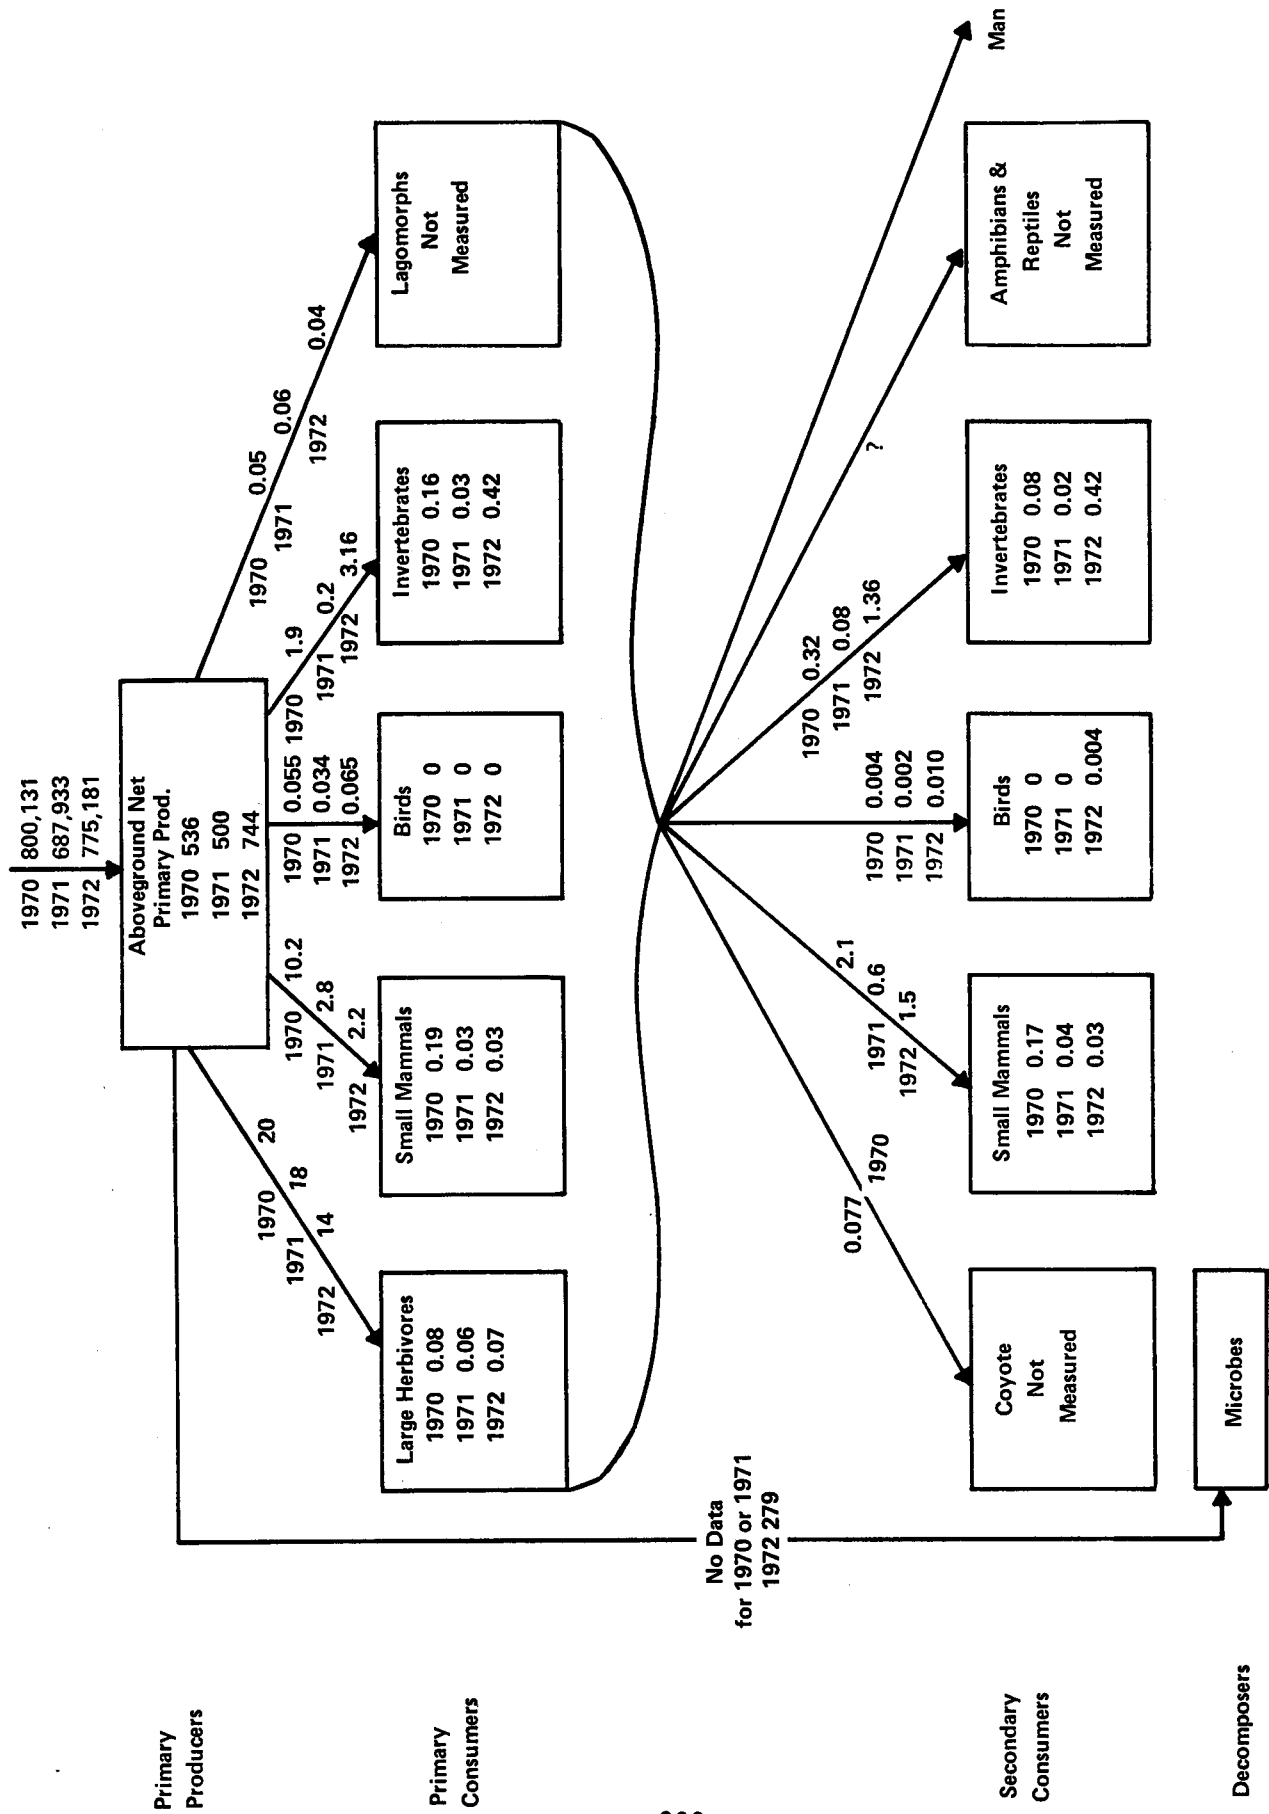 1970 800,131
1971 687,933
1972 775,181
Primary
Producers
Aboveground Net
Primary Prod.
1970 536
1971 500
1972 744
1970 20
1971 18
1972 14
1970 10.2
1971 2.8
1972 2.2
1970 0.055
1971 0.034
1972 0.065
1970 1.9
1971 0.2
1972 3.16
1970 0.05
1971 0.06
1972 0.04
Primary
Consumers
Large Herbivores
1970 0.08
1971 0.06
1972 0.07
Small Mammals
1970 0.19
1971 0.03
1972 0.03
Birds
1970 0
1971 0
1972 0
Invertebrates
1970 0.16
1971 0.03
1972 0.42
Lagomorphs
Not
Measured
No Data
for 1970 or 1971
1972 279
0.077
1970
2.1
1971 0.6
1972 1.5
1970 0.004
1971 0.002
1972 0.010
1970 0.32
1971 0.08
1972 1.36
?
Man
Secondary
Consumers
Coyote
Not
Measured
Small Mammals
1970 0.17
1971 0.04
1972 0.03
Birds
1970 0
1971 0
1972 0.004
Invertebrates
1970 0.08
1971 0.02
1972 0.42
Amphibians &
Reptiles
Not
Measured
Decomposers
Microbes